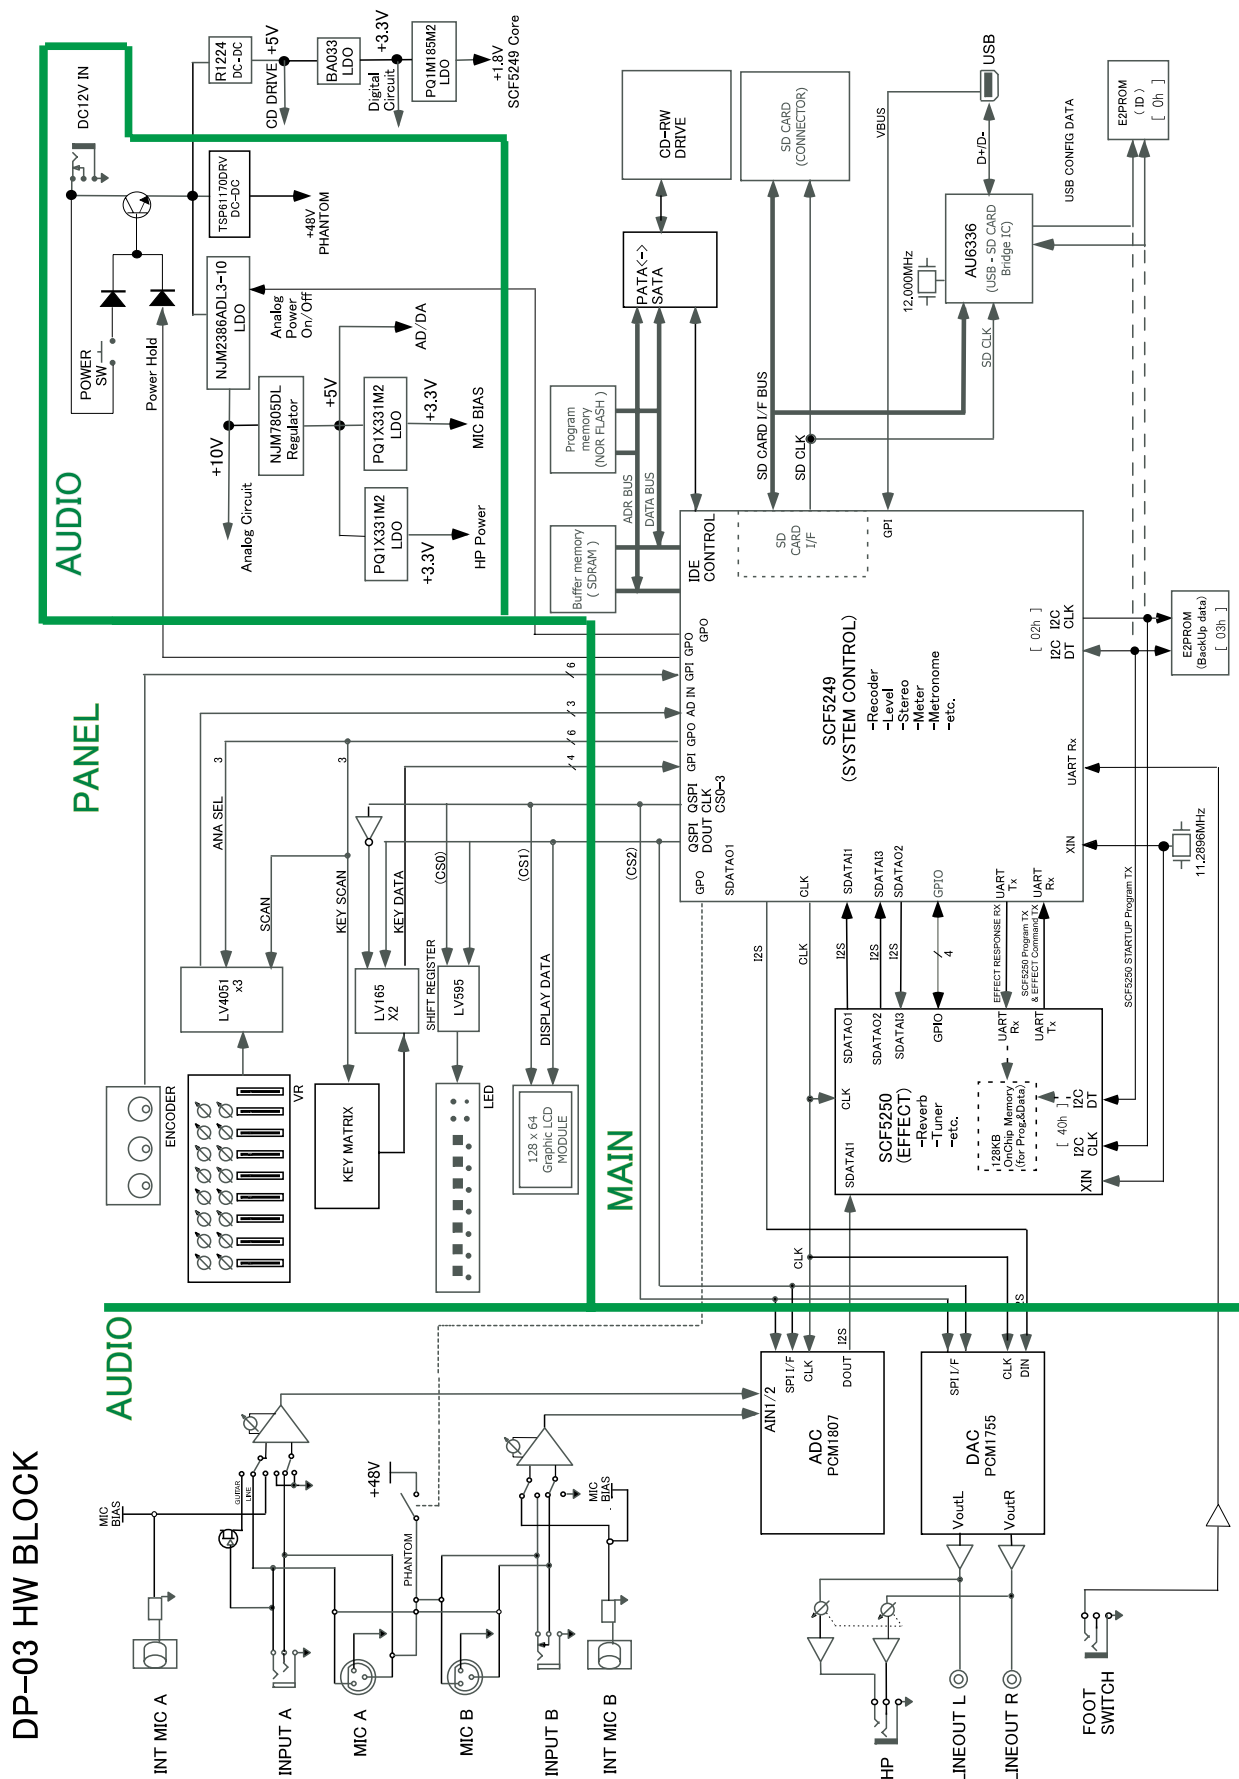 DP-03 HW BLOCK
AUDIO
PANEL
MAIN
AUDIO
DC12V IN
POWER
SW
Power Hold
R1224
DC-DC
+5V
CD DRIVE
BA033
LDO
+3.3V
Digital
Circuit
PQ1M185M2
LDO
+1.8V
SCF5249 Core
TSP61170DRV
DC-DC
+48V
PHANTOM
NJM2386ADL3-10
LDO
Analog
Power
On/Off
+10V
Analog Circuit
NJM7805DL
Regulator
+5V
AD/DA
PQ1X331M2
LDO
+3.3V
MIC BIAS
PQ1X331M2
LDO
+3.3V
HP Power
CD-RW
DRIVE
PATA<->
SATA
SD CARD
(CONNECTOR)
VBUS
USB
D+/D-
AU6336
(USB - SD CARD
Bridge IC)
12.000MHz
SD CLK
USB CONFIG DATA
E2PROM
( ID )
[ 0h ]
Program
memory
(NOR FLASH )
Buffer memory
( SDRAM )
ADR BUS
DATA BUS
SD CARD I/F BUS
SD CLK
IDE
CONTROL
SD
CARD
I/F
GPI
SCF5249
(SYSTEM CONTROL)
-Recoder
-Level
-Stereo
-Meter
-Metronome
-etc.
[ 02h ]
I2C
CLK
I2C
DT
E2PROM
(BackUp data)
[ 03h ]
UART Rx
XIN
11.2896MHz
GPO
GPO
GPI
AD IN
GPO
GPI
QSPI
CLK
CS0-3
QSPI
DOUT
GPO
SDATAO1
CLK
SDATAI1
SDATAI3
SDATAO2
GPIO
UART
Tx
UART
Rx
6
3
6
4
3
3
ANA SEL
SCAN
KEY SCAN
KEY DATA
(CS0)
(CS1)
(CS2)
LV4051
x3
LV165
X2
SHIFT REGISTER
LV595
DISPLAY DATA
ENCODER
VR
KEY MATRIX
LED
128 x 64
Graphic LCD
MODULE
I2S
CLK
I2S
I2S
I2S
4
EFFECT RESPONSE RX
SCF5250 Program TX
& EFFECT Command TX
SCF5250 STARTUP Program TX
SDATAO1
SDATAO2
SDATAI3
GPIO
UART
Rx
UART
Tx
CLK
SDATAI1
SCF5250
(EFFECT)
-Reverb
-Tuner
-etc.
128KB
OnChip Memory
(for Prog.&Data)
[ 40h ]
I2C
DT
I2C
CLK
XIN
CLK
I2S
AIN1/2
SPI I/F
CLK
DOUT
ADC
PCM1807
SPI I/F
CLK
DIN
DAC
PCM1755
VoutL
VoutR
MIC
BIAS
GUITAR
LINE
+48V
PHANTOM
MIC
BIAS
INT MIC A
INPUT A
MIC A
MIC B
INPUT B
INT MIC B
HP
LINEOUT L
LINEOUT R
FOOT
SWITCH